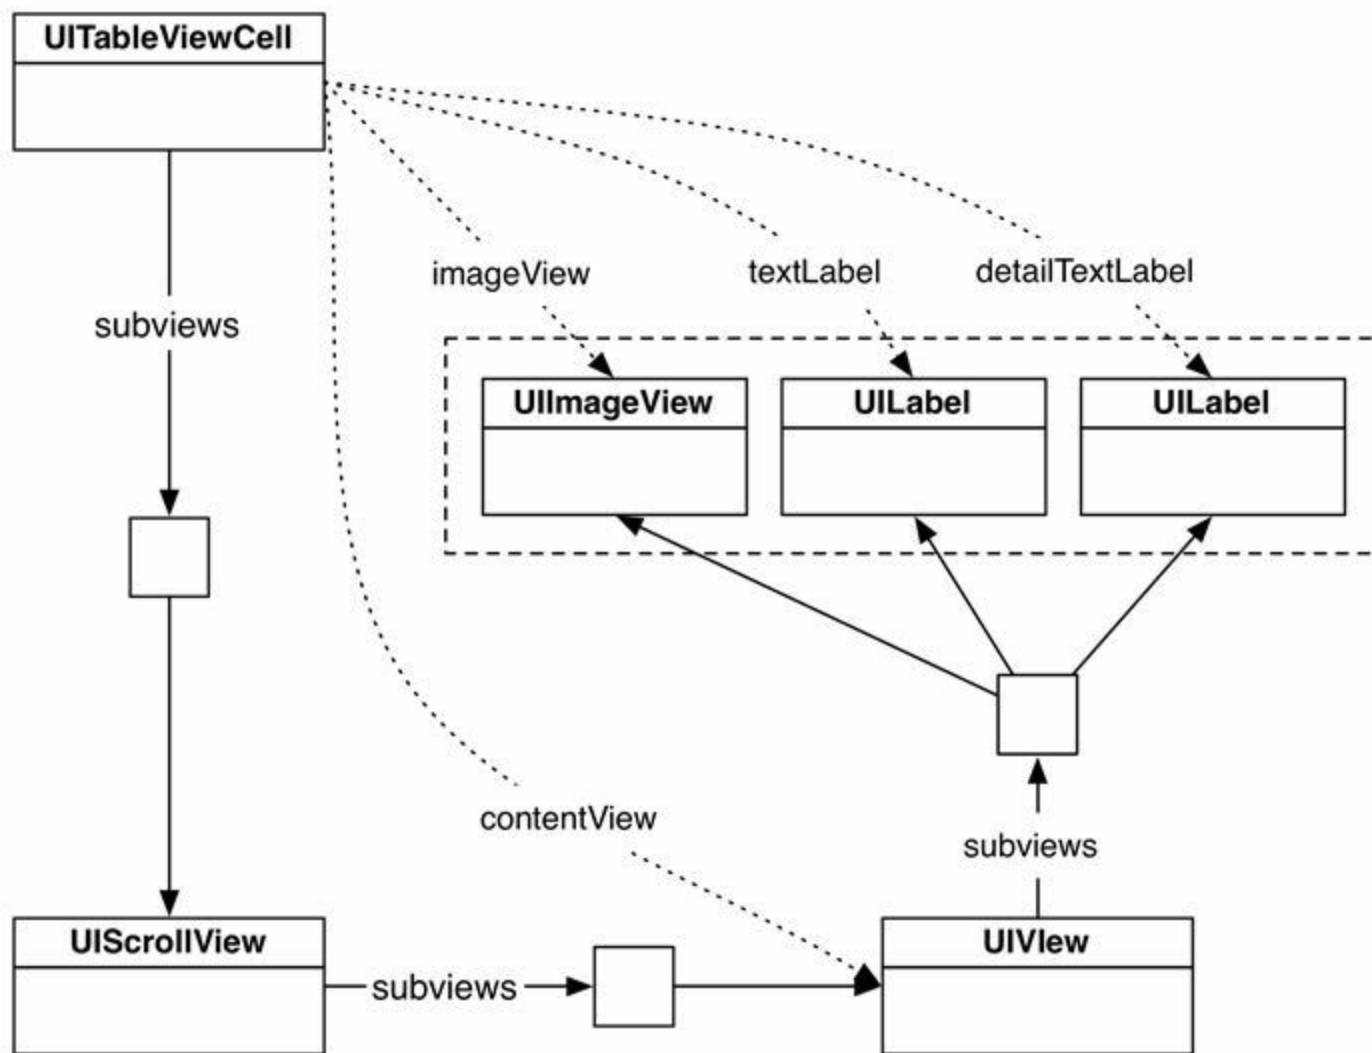 UITableViewCell
imageView
textLabel
detailTextLabel
subviews
UIImageView
UILabel
UILabel
contentView
subviews
UIScrollView
UIVIew
subviews